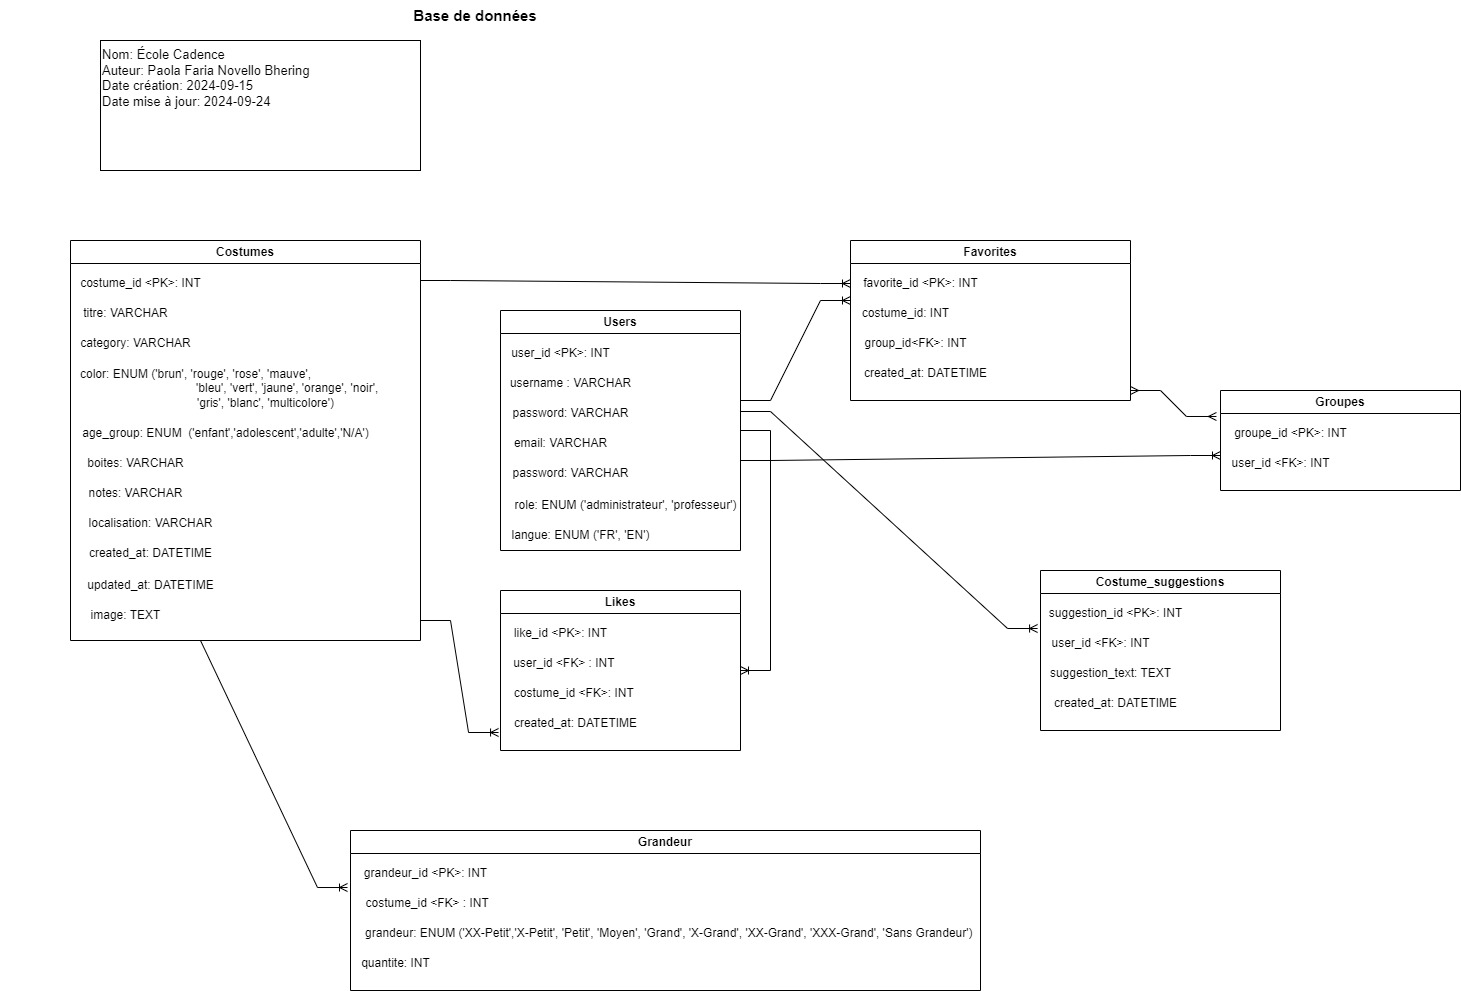 Base de données
Nom: École Cadence
Auteur: Paola Faria Novello Bhering
Date création: 2024-09-15
Date mise à jour: 2024-09-24
Costumes
costume_id <PK>: INT
titre: VARCHAR
category: VARCHAR
color: ENUM ('brun', 'rouge', 'rose', 'mauve',
'bleu', 'vert', 'jaune', 'orange', 'noir',
'gris', 'blanc', 'multicolore')
age_group: ENUM ('enfant','adolescent','adulte','N/A')
boites: VARCHAR
notes: VARCHAR
localisation: VARCHAR
created_at: DATETIME
updated_at: DATETIME
image: TEXT
Users
user_id <PK>: INT
username : VARCHAR
password: VARCHAR
email: VARCHAR
password: VARCHAR
role: ENUM ('administrateur', 'professeur')
langue: ENUM ('FR', 'EN')
Favorites
favorite_id <PK>: INT
costume_id: INT
group_id<FK>: INT
created_at: DATETIME
Groupes
groupe_id <PK>: INT
user_id <FK>: INT
Likes
like_id <PK>: INT
user_id <FK> : INT
costume_id <FK>: INT
created_at: DATETIME
Costume_suggestions
suggestion_id <PK>: INT
user_id <FK>: INT
suggestion_text: TEXT
created_at: DATETIME
Grandeur
grandeur_id <PK>: INT
costume_id <FK> : INT
grandeur: ENUM ('XX-Petit','X-Petit', 'Petit', 'Moyen', 'Grand', 'X-Grand', 'XX-Grand', 'XXX-Grand', 'Sans Grandeur')
quantite: INT